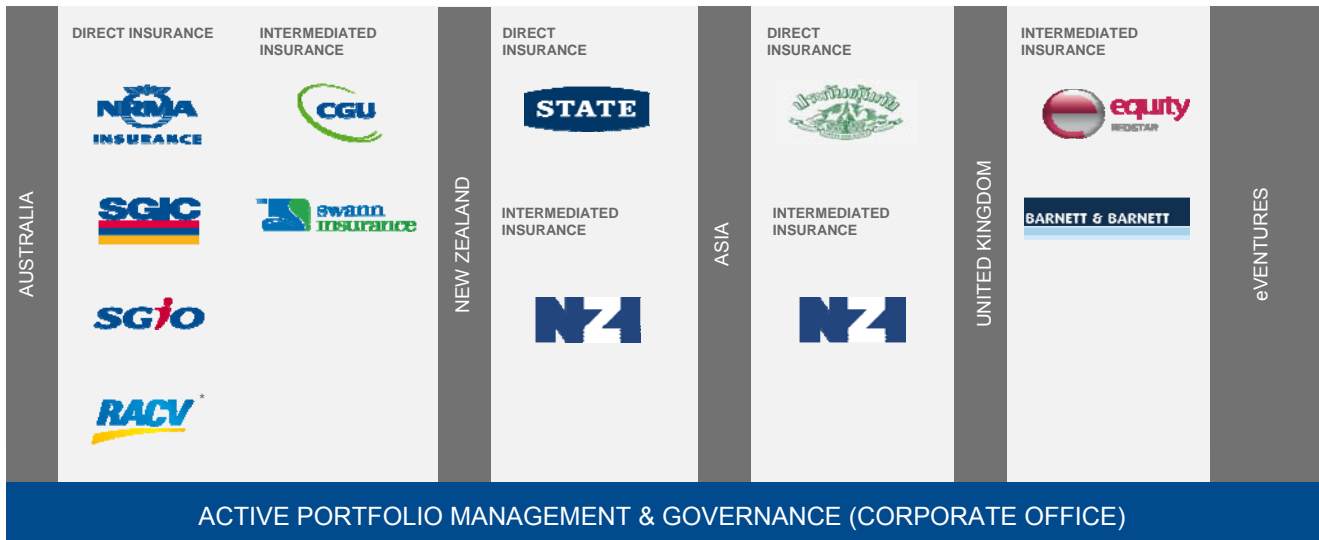 AUSTRALIA
DIRECT INSURANCE
NRMA
INSURANCE
SGIC
SGIO
RACV*
INTERMEDIATED
INSURANCE
CGU
swann
insurance
NEW ZEALAND
DIRECT
INSURANCE
STATE
INTERMEDIATED
INSURANCE
NZI
ASIA
DIRECT
INSURANCE
INTERMEDIATED
INSURANCE
NZI
UNITED KINGDOM
INTERMEDIATED
INSURANCE
equity
REDSTAR
BARNETT & BARNETT
eVENTURES
ACTIVE PORTFOLIO MANAGEMENT & GOVERNANCE (CORPORATE OFFICE)